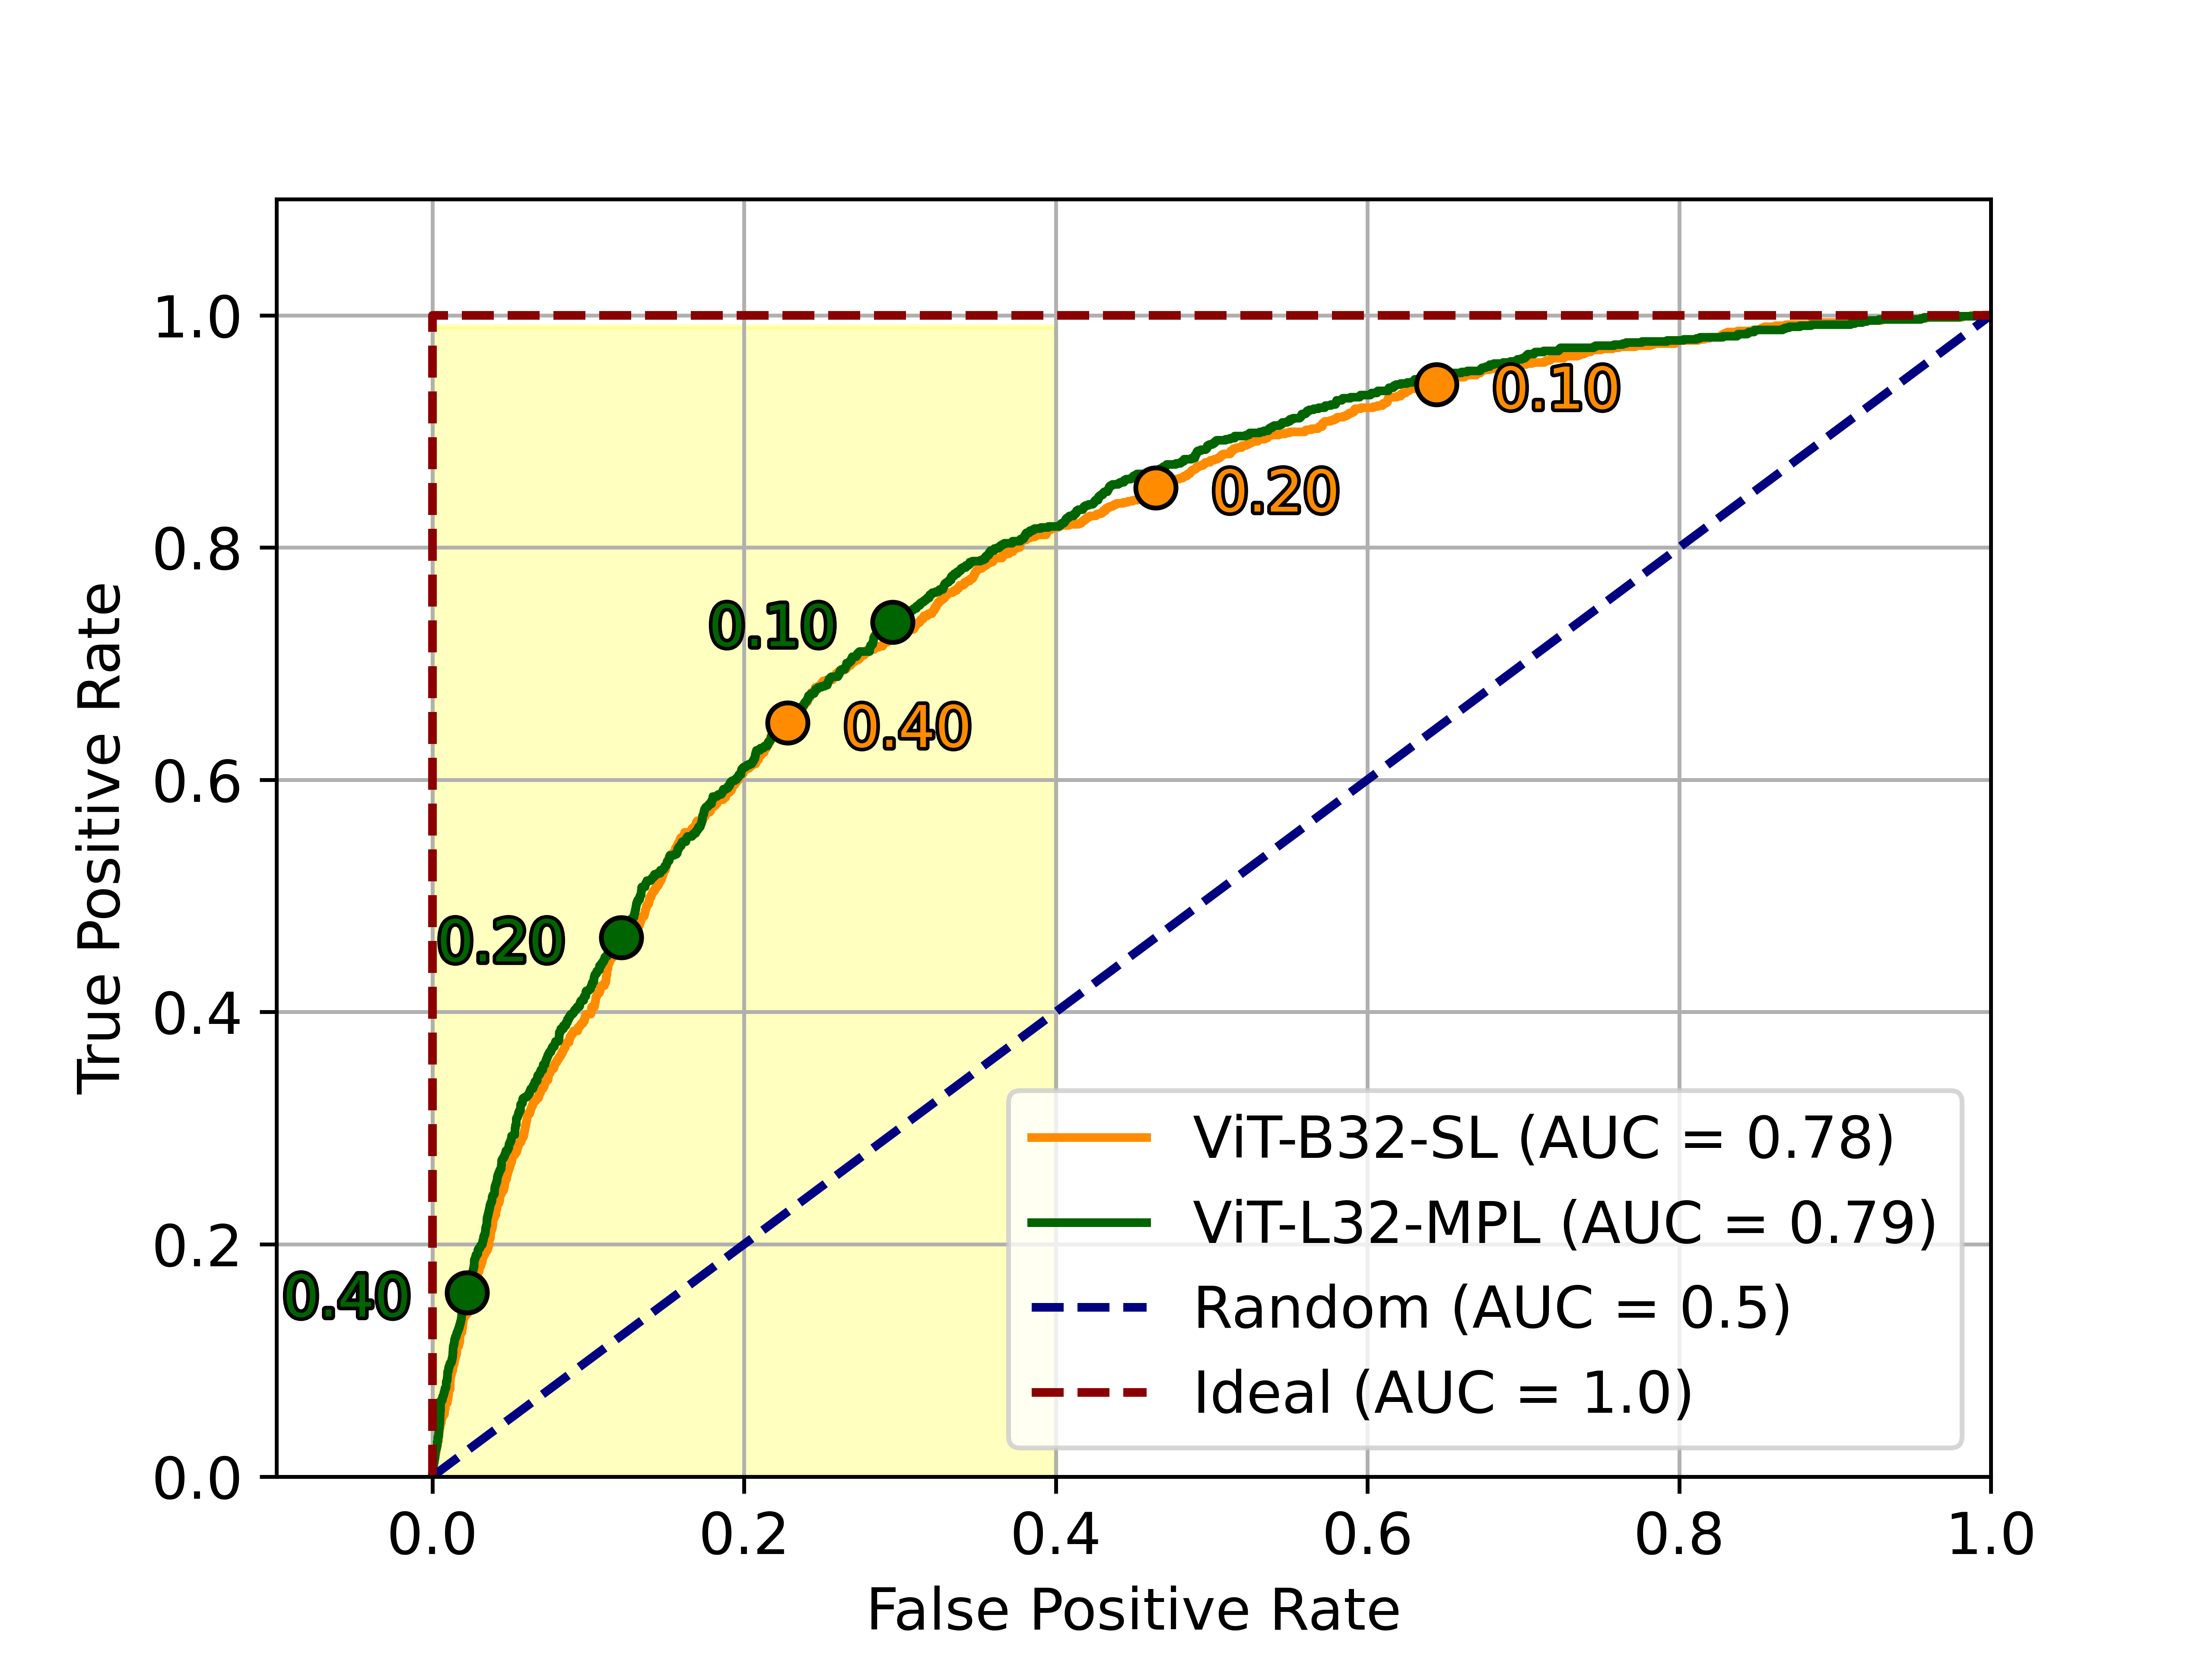 True Positive Rate
1.0
0.8
0.6
0.4
0.2
0.0
0.10
0.20
0.10
0.40
0.20
0.40
ViT-B32-SL (AUC = 0.78)
ViT-L32-MPL (AUC = 0.79)
Random (AUC = 0.5)
Ideal (AUC = 1.0)
0.0 0.2 0.4 0.6 0.8 1.0
False Positive Rate